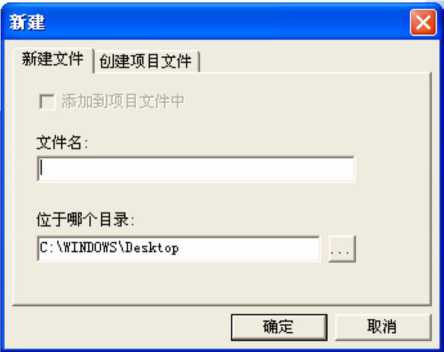 新建
新建文件 创建项目文件
添加到项目文件中
文件名:
位于哪个目录:
C:\WINDOWS\Desktop ...
确定 取消